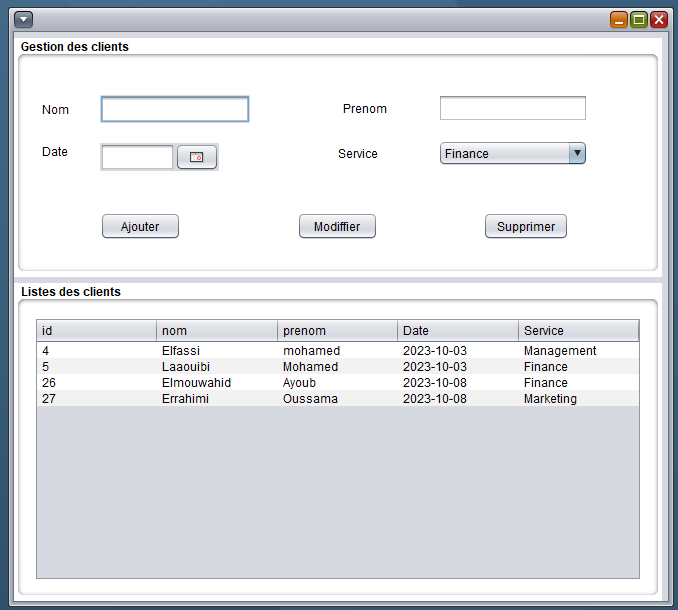 Gestion des clients
Nom Prenom
Date Service Finance
Ajouter Modiffier Supprimer
Listes des clients
id nom prenom Date Service
4 Elfassi mohamed 2023-10-03 Management
5 Laaouibi Mohamed 2023-10-03 Finance
26 Elmouwahid Ayoub 2023-10-08 Finance
27 Errahimi Oussama 2023-10-08 Marketing